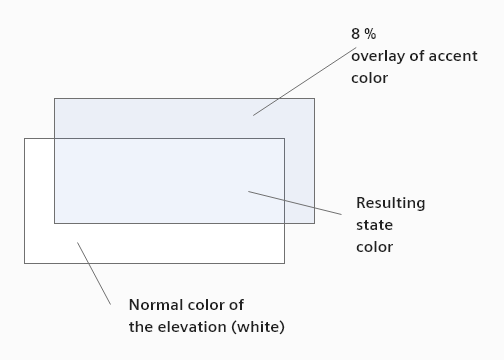 8 %
overlay of accent
color
Resulting
state
color
Normal color of
the elevation (white)